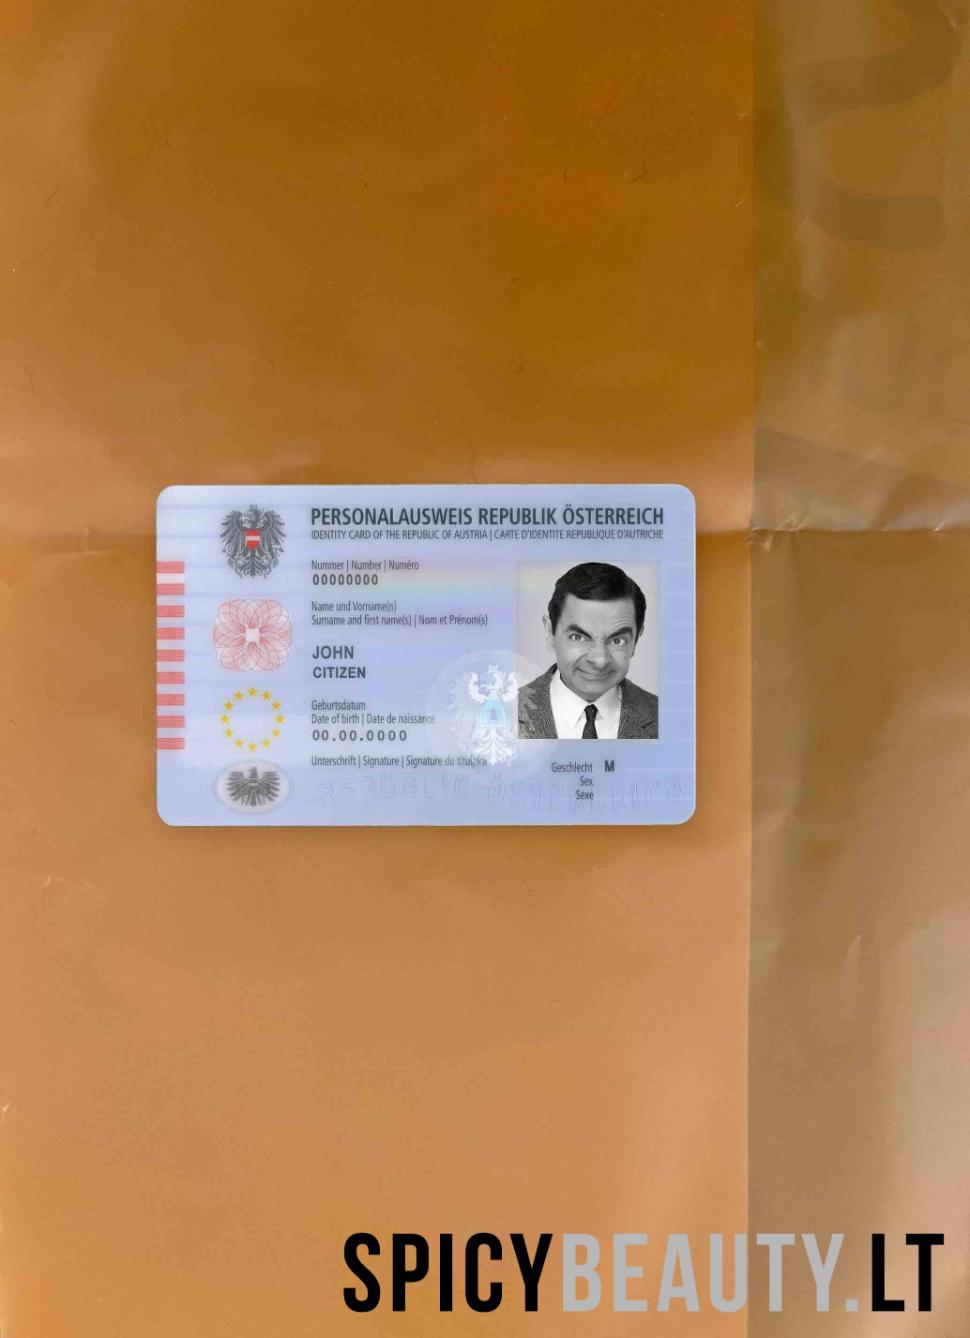 PERSONALAUSWEIS REPUBLIK ÖSTERREICH
IDENTITY CARD OF THE REPUBLIC OF AUSTRIA | CARTE D'IDENTITE REPUBLIQUE D'AUTRICHE
Nummer | Number | Numéro
00000000
Name und Vorname(n)
Surname and first name(s) | Nom et Prénom(s)
JOHN
CITIZEN
Geburtsdatum
Date of birth | Date de naissance
00.00.0000
Unterschrift | Signature | Signature du titulaire
Geschlecht M
Sex
Sexe
REPUBLIK ÖSTERREICH
SPICYBEAUTY.LT